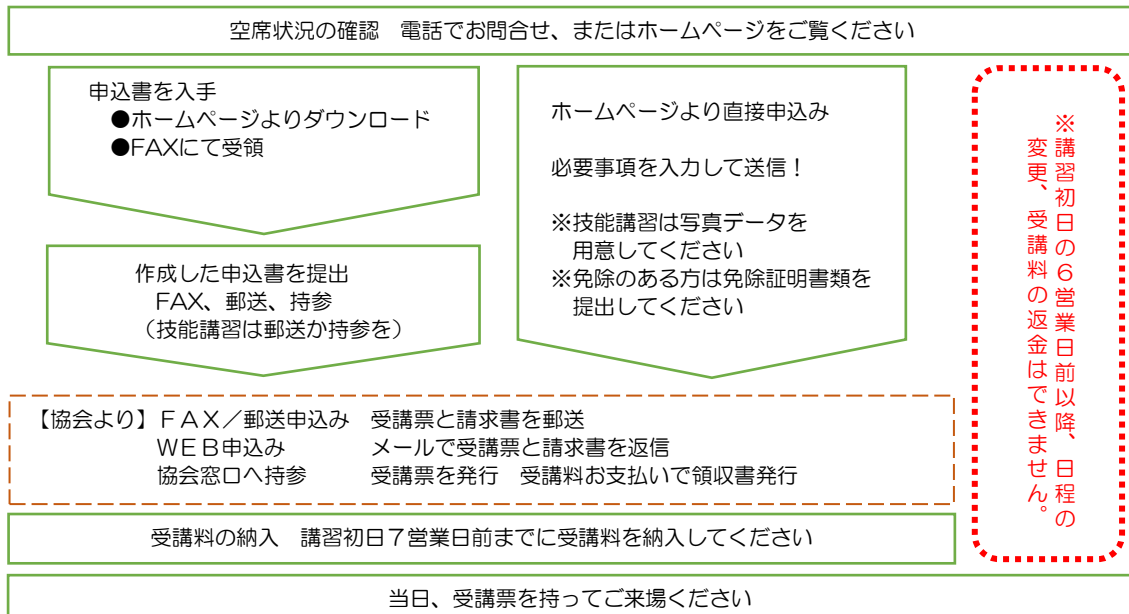 空席状況の確認　電話でお問合せ、またはホームページをご覧ください
申込書を入手
●ホームページよりダウンロード
●FAXにて受領
作成した申込書を提出
FAX、郵送、持参
（技能講習は郵送か持参を）
ホームページより直接申込み
必要事項を入力して送信！
※技能講習は写真データを
用意してください
※免除のある方は免除証明書類を
提出してください
※講習初日の６営業日前以降、日程の
変更、受講料の返金はできません。
【協会より】ＦＡＸ／郵送申込み　受講票と請求書を郵送
ＷＥＢ申込み　メールで受講票と請求書を返信
協会窓口へ持参　受講票を発行　受講料お支払いで領収書発行
受講料の納入　講習初日７営業日前までに受講料を納入してください
当日、受講票を持ってご来場ください